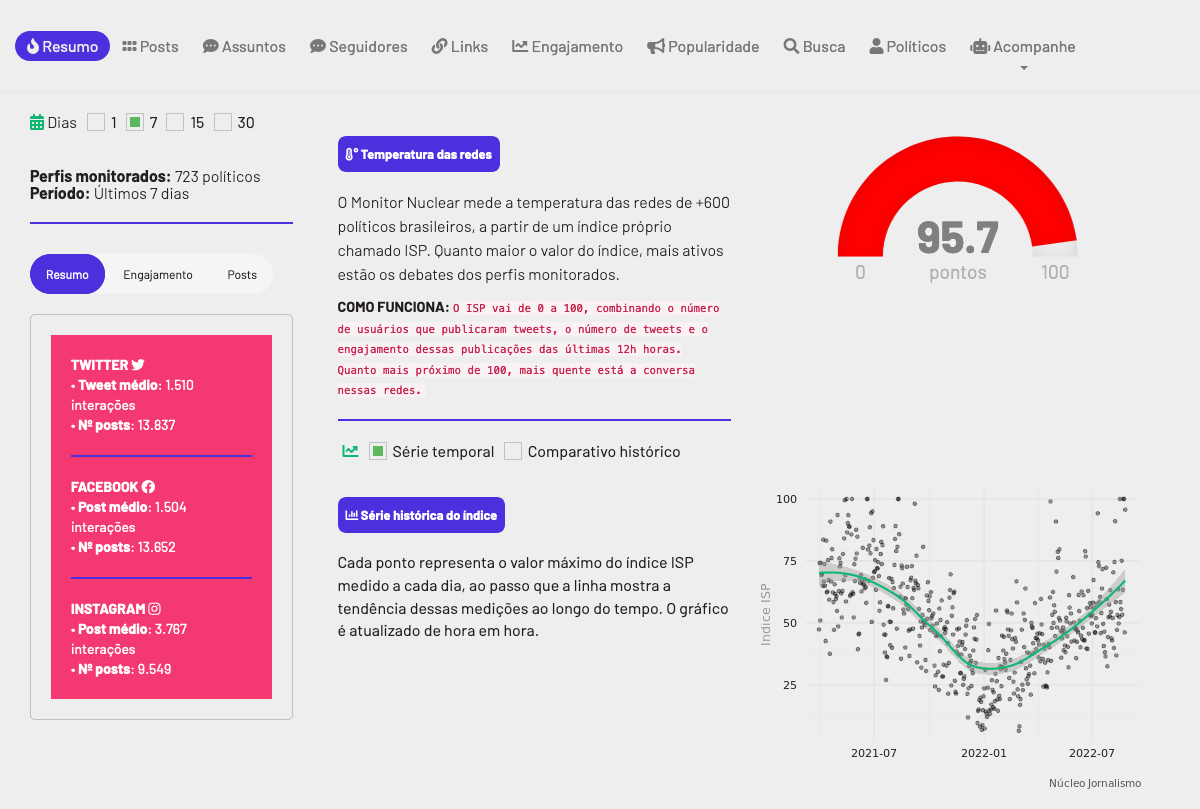 Resumo Posts Assuntos Seguidores Links Engajamento Popularidade Busca Políticos Acompanhe
Dias 1 7 15 30
Perfis monitorados: 723 políticos
Período: Últimos 7 dias
Resumo Engajamento Posts
TWITTER
• Tweet médio: 1.510
interações
• Nº posts: 13.837
FACEBOOK
• Post médio: 1.504
interações
• Nº posts: 13.652
INSTAGRAM
• Post médio: 3.767
interações
• Nº posts: 9.549
Temperatura das redes
O Monitor Nuclear mede a temperatura das redes de +600
políticos brasileiros, a partir de um índice próprio
chamado ISP. Quanto maior o valor do índice, mais ativos
estão os debates dos perfis monitorados.
COMO FUNCIONA: O ISP vai de 0 a 100, combinando o número
de usuários que publicaram tweets, o número de tweets e o
engajamento dessas publicações das últimas 12h horas.
Quanto mais próximo de 100, mais quente está a conversa
nessas redes.
Série temporal Comparativo histórico
Série histórica do índice
Cada ponto representa o valor máximo do índice ISP
medido a cada dia, ao passo que a linha mostra a
tendência dessas medições ao longo do tempo. O gráfico
é atualizado de hora em hora.
95.7
0 pontos 100
100
75
50
25
Indice ISP
2021-07 2022-01 2022-07
Núcleo Jornalismo